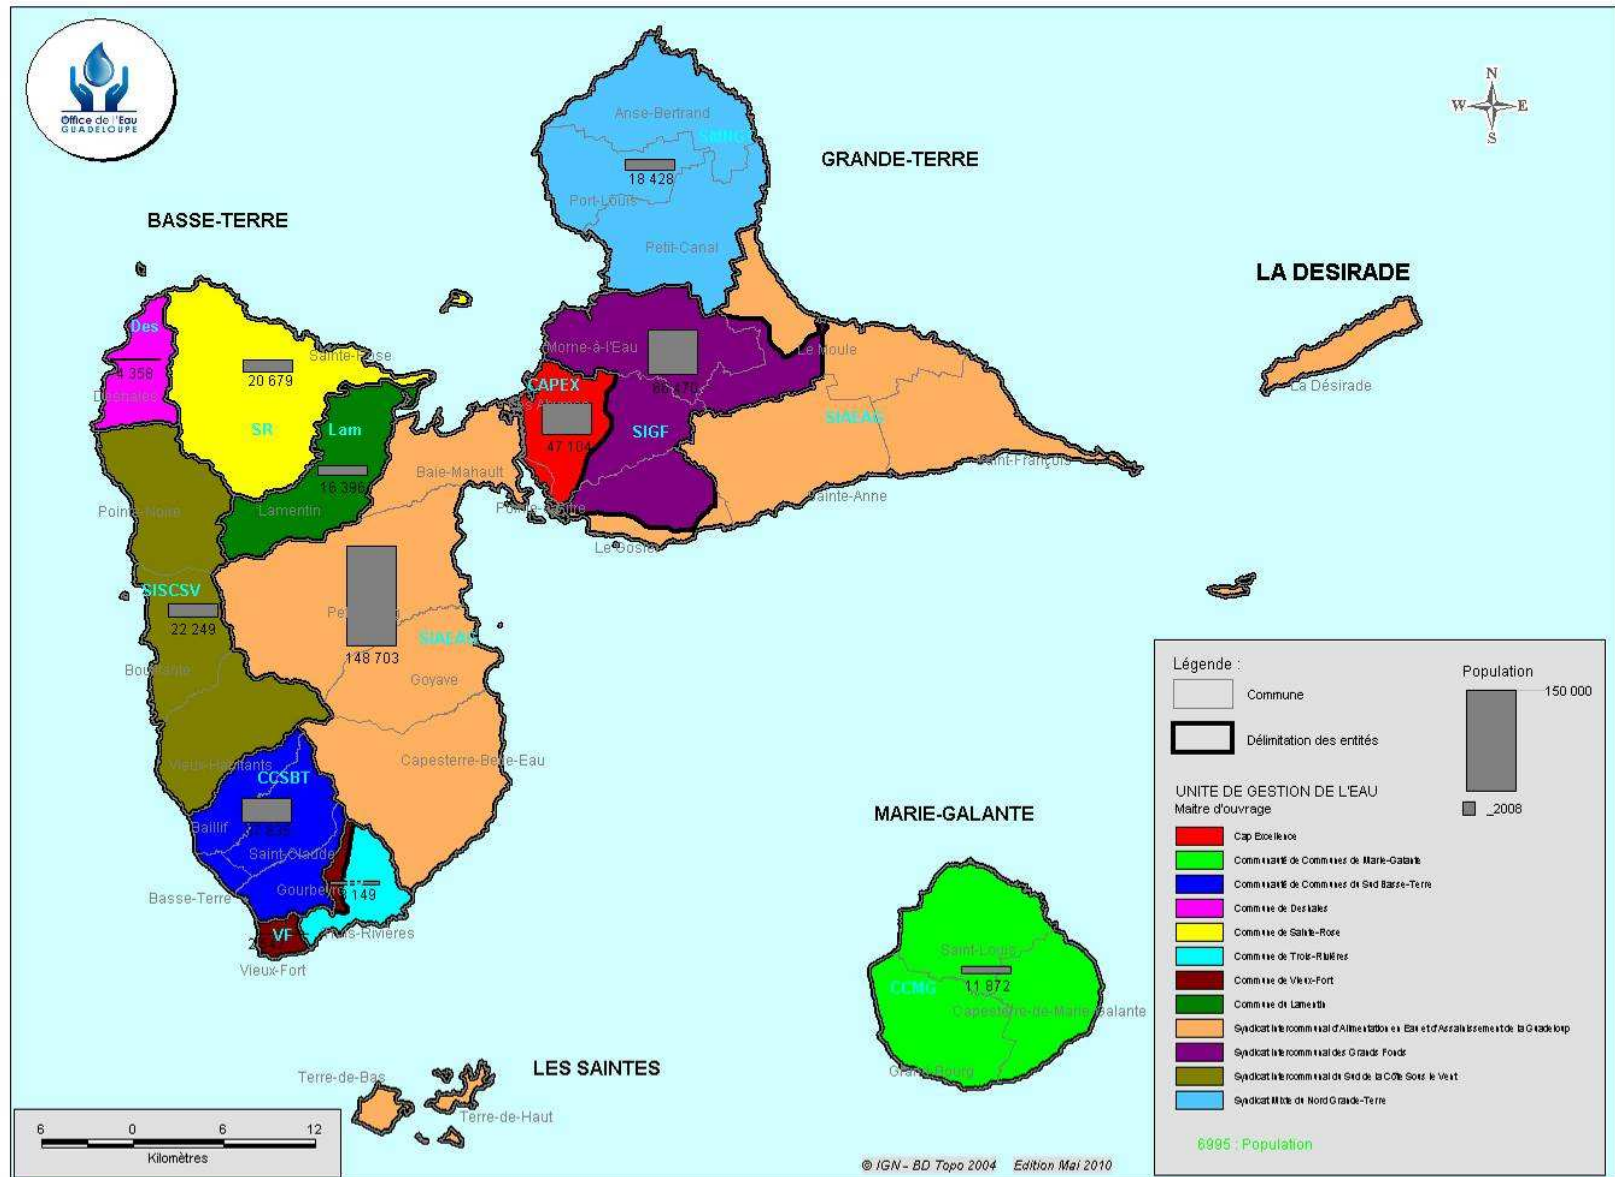 Office de l'Eau
GUADELOUPE
N
W E
S
BASSE-TERRE
GRANDE-TERRE
LA DESIRADE
Anse-Bertrand
SMNG
18 428
Port-Louis
Petit-Canal
Des
4 358
Deshaies
Sainte-Rose
20 679
SR
Lam
16 396
Lamentin
Morne-à-l'Eau
Le Moule
CAPEX
47 104
SIGF
SIAEAG
Saint-François
Sainte-Anne
La Désirade
Baie-Mahault
Pointe-à-Pitre
Le Gosier
Pointe-Noire
SISCSV
22 249
Bouillante
148 703
SIAEAG
Goyave
Vieux-Habitants
Capesterre-Belle-Eau
CCSBT
Baillif
Saint-Claude
Gourbeyre
Basse-Terre
149
VF
Trois-Rivières
Vieux-Fort
MARIE-GALANTE
Saint-Louis
CCMG
11 872
Capesterre-de-Marie-Galante
Grand-Bourg
LES SAINTES
Terre-de-Bas
Terre-de-Haut
6 0 6 12
Kilomètres
© IGN - BD Topo 2004 Edition Mai 2010
Légende :
Commune
Délimitation des entités
Population
150 000
_2008
UNITE DE GESTION DE L'EAU
Maitre d'ouvrage
Cap Excellence
Communauté de Communes de Marie-Galante
Communauté de Communes du Sud Basse-Terre
Commune de Deshaies
Commune de Sainte-Rose
Commune de Trois-Rivières
Commune de Vieux-Fort
Commune du Lamentin
Syndicat Intercommunal d'Alimentation en Eau et d'Assainissement de la Guadeloup
Syndicat Intercommunal des Grands Fonds
Syndicat Intercommunal du Sud de la Côte Sous le Vent
Syndicat Mixte du Nord Grande-Terre
6995 : Population